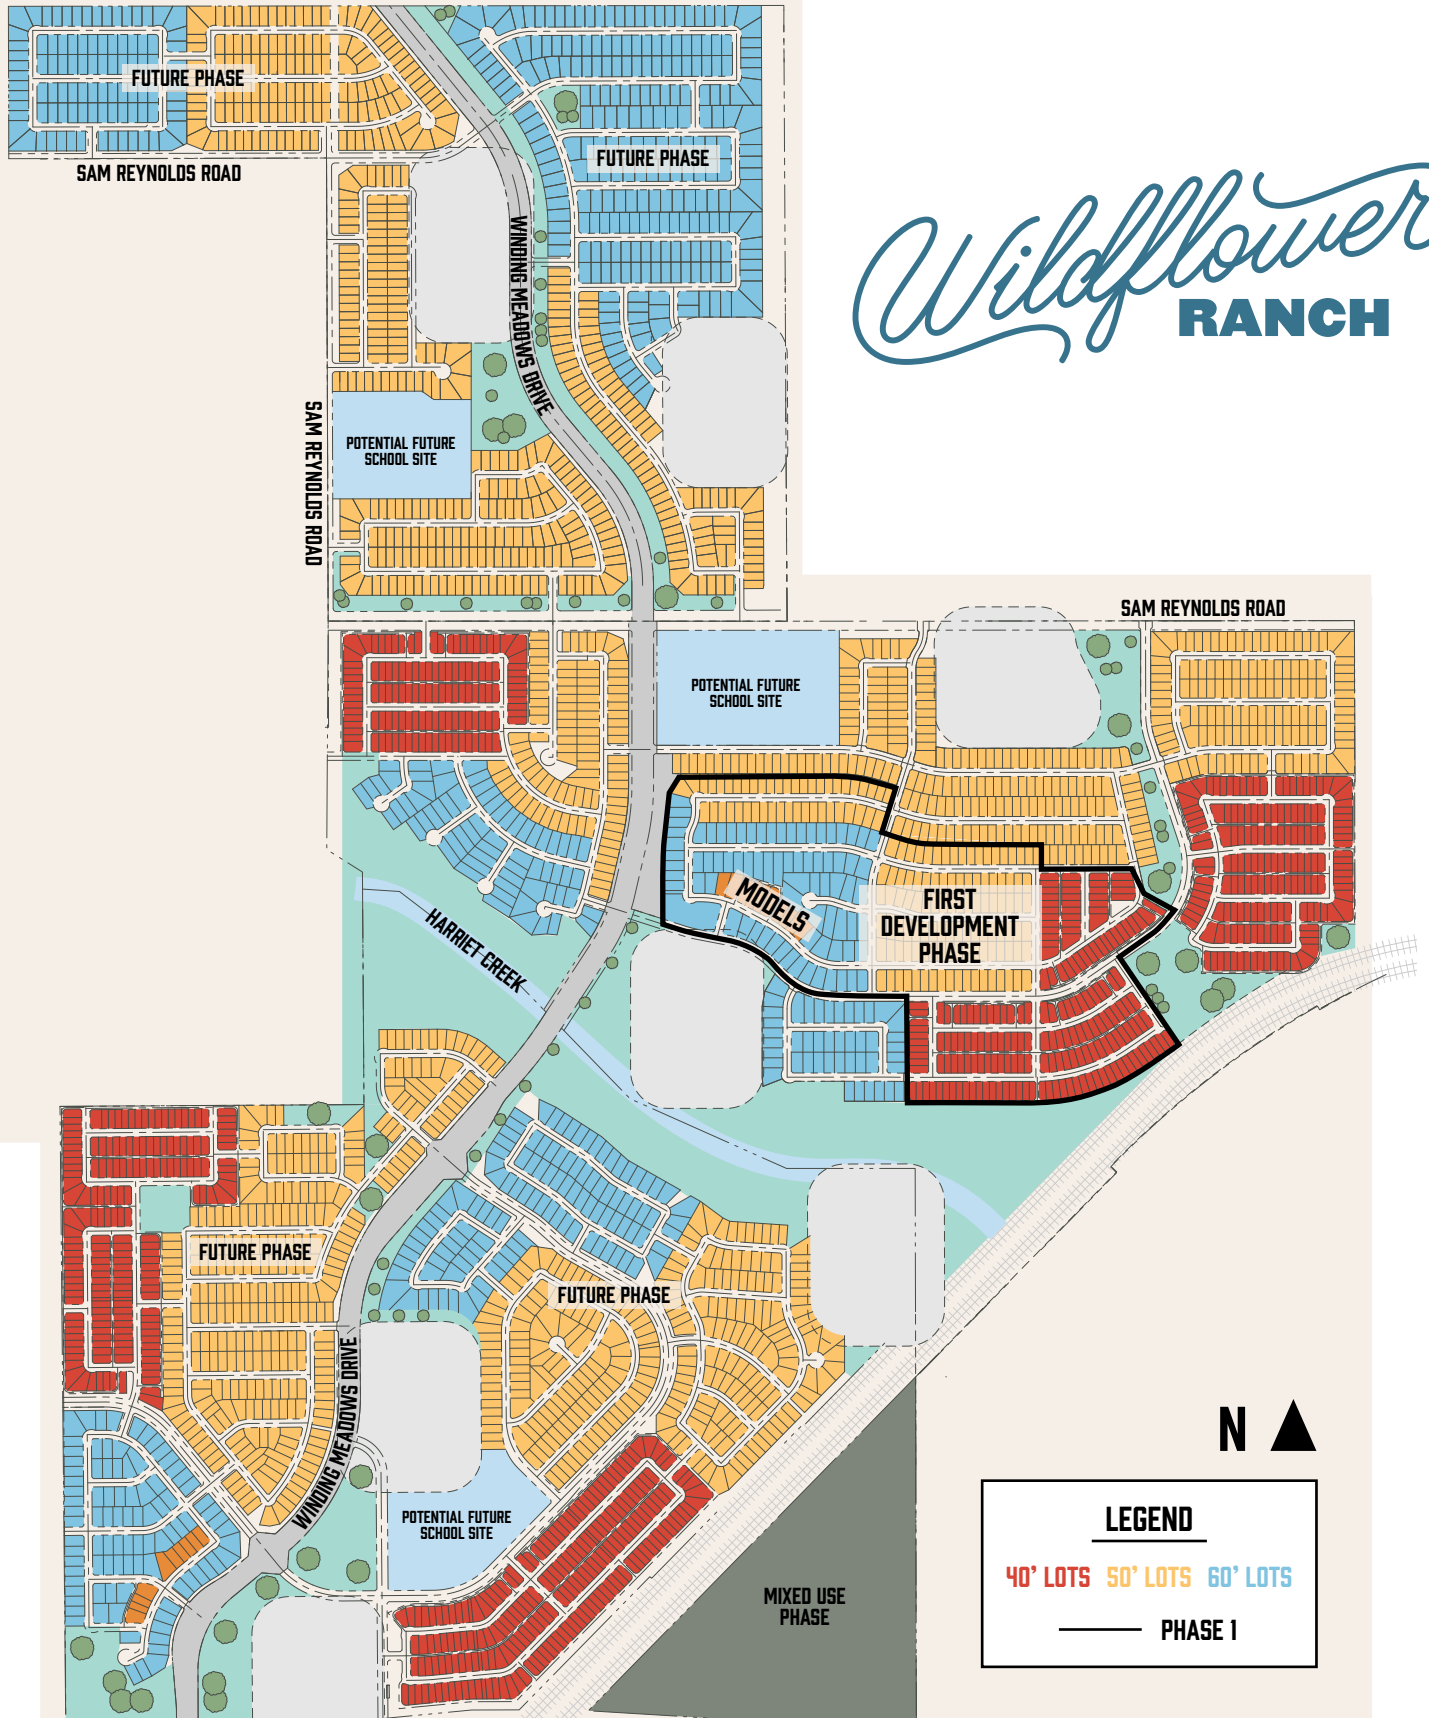 FUTURE PHASE
SAM REYNOLDS ROAD
FUTURE PHASE
WINDING MEADOWS DRIVE
Wildflower
RANCH
SAM REYNOLDS ROAD
POTENTIAL FUTURE
SCHOOL SITE
SAM REYNOLDS ROAD
POTENTIAL FUTURE
SCHOOL SITE
MODELS
FIRST
DEVELOPMENT
PHASE
HARRIET CREEK
FUTURE PHASE
FUTURE PHASE
WINDING MEADOWS DRIVE
POTENTIAL FUTURE
SCHOOL SITE
MIXED USE
PHASE
N
LEGEND
40' LOTS 50' LOTS 60' LOTS
PHASE 1